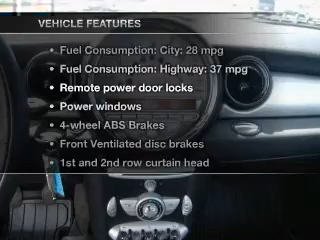 VEHICLE FEATURES
• Fuel Consumption: City: 28 mpg
• Fuel Consumption: Highway: 37 mpg
• Remote power door locks
• Power windows
• 4-wheel ABS Brakes
• Front Ventilated disc brakes
• 1st and 2nd row curtain head